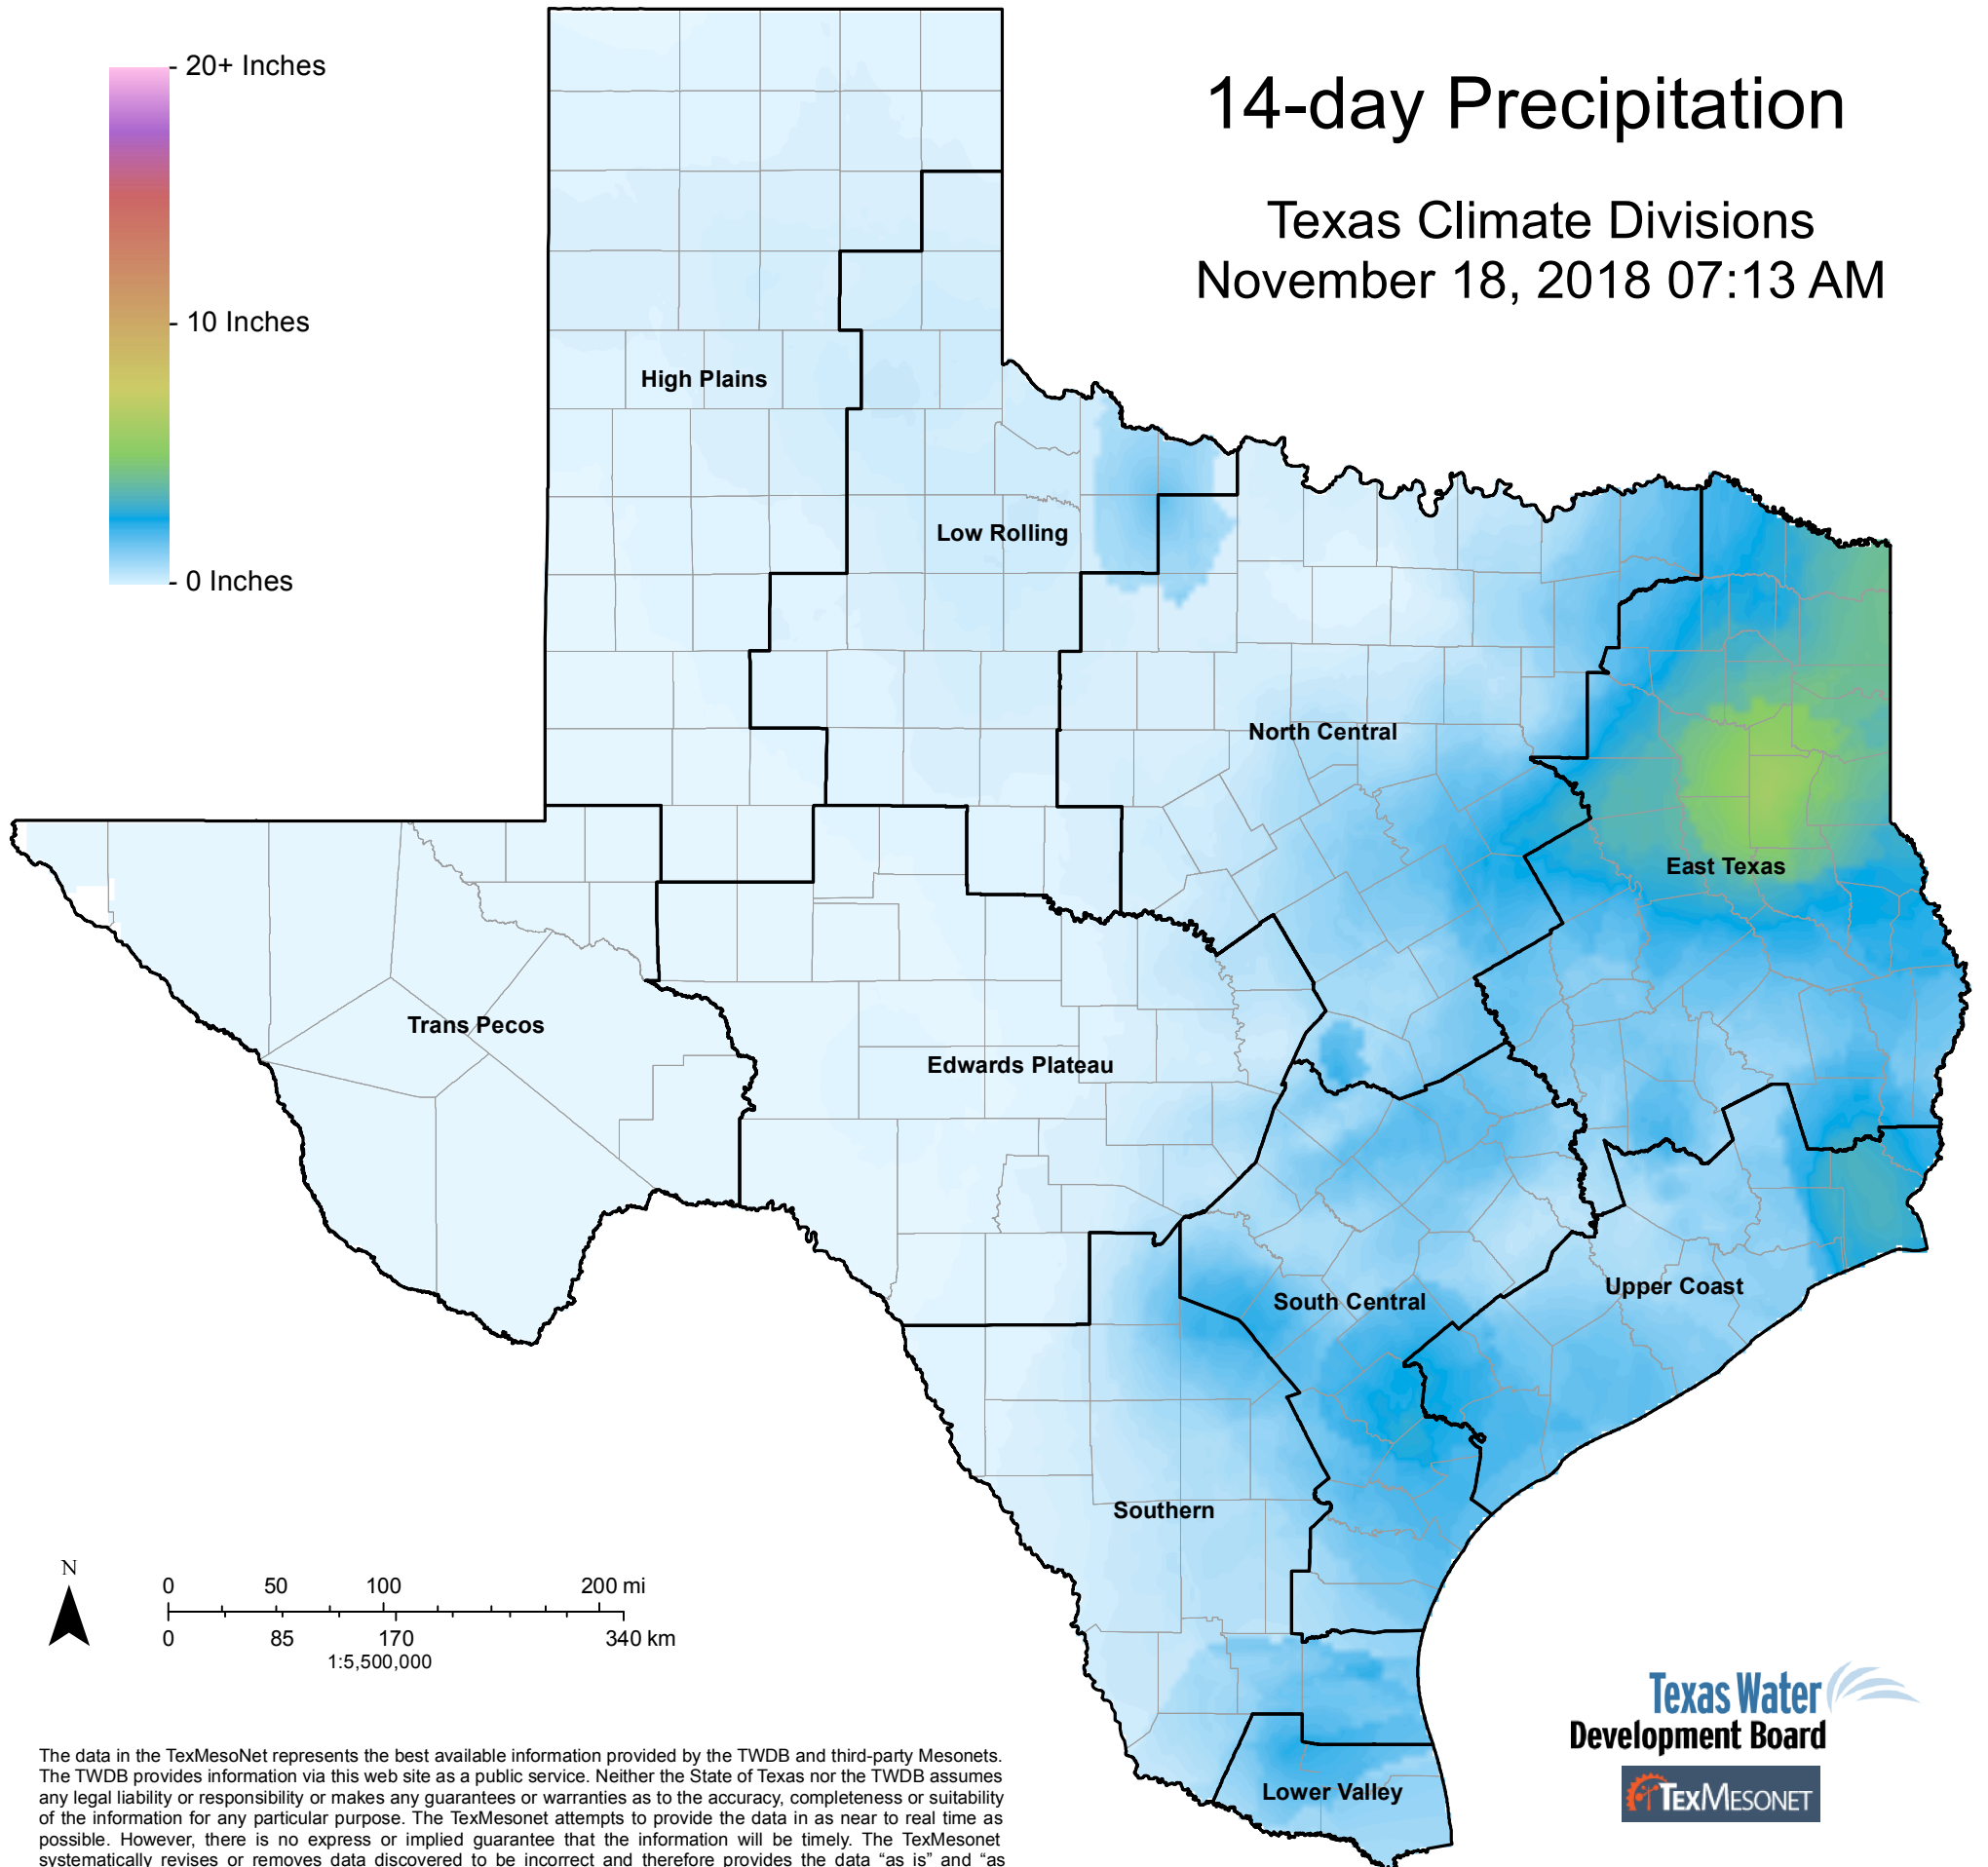 14-day Precipitation
Texas Climate Divisions
November 18, 2018 07:13 AM
20+ Inches
10 Inches
0 Inches
High Plains
Low Rolling
North Central
East Texas
Trans Pecos
Edwards Plateau
South Central
Upper Coast
Southern
Lower Valley
N
0 50 100 200 mi
0 85 170 340 km
1:5,500,000
Texas Water
Development Board
TEXMESONET
The data in the TexMesoNet represents the best available information provided by the TWDB and third-party Mesonets.
The TWDB provides information via this web site as a public service. Neither the State of Texas nor the TWDB assumes
any legal liability or responsibility or makes any guarantees or warranties as to the accuracy, completeness or suitability
of the information for any particular purpose. The TexMesonet attempts to provide the data in as near to real time as
possible. However, there is no express or implied guarantee that the information will be timely. The TexMesonet
systematically revises or removes data discovered to be incorrect and therefore provides the data “as is” and “as